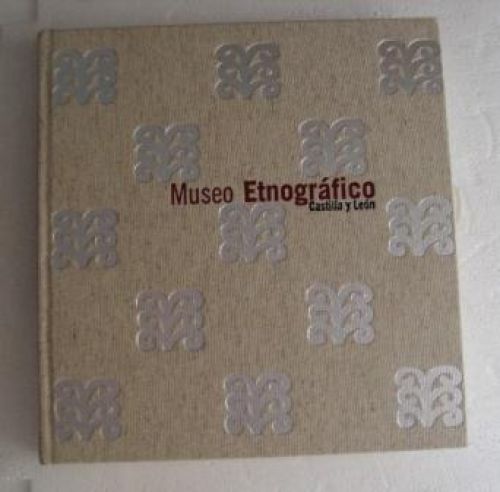 Museo Etnográfico
Castilla y León